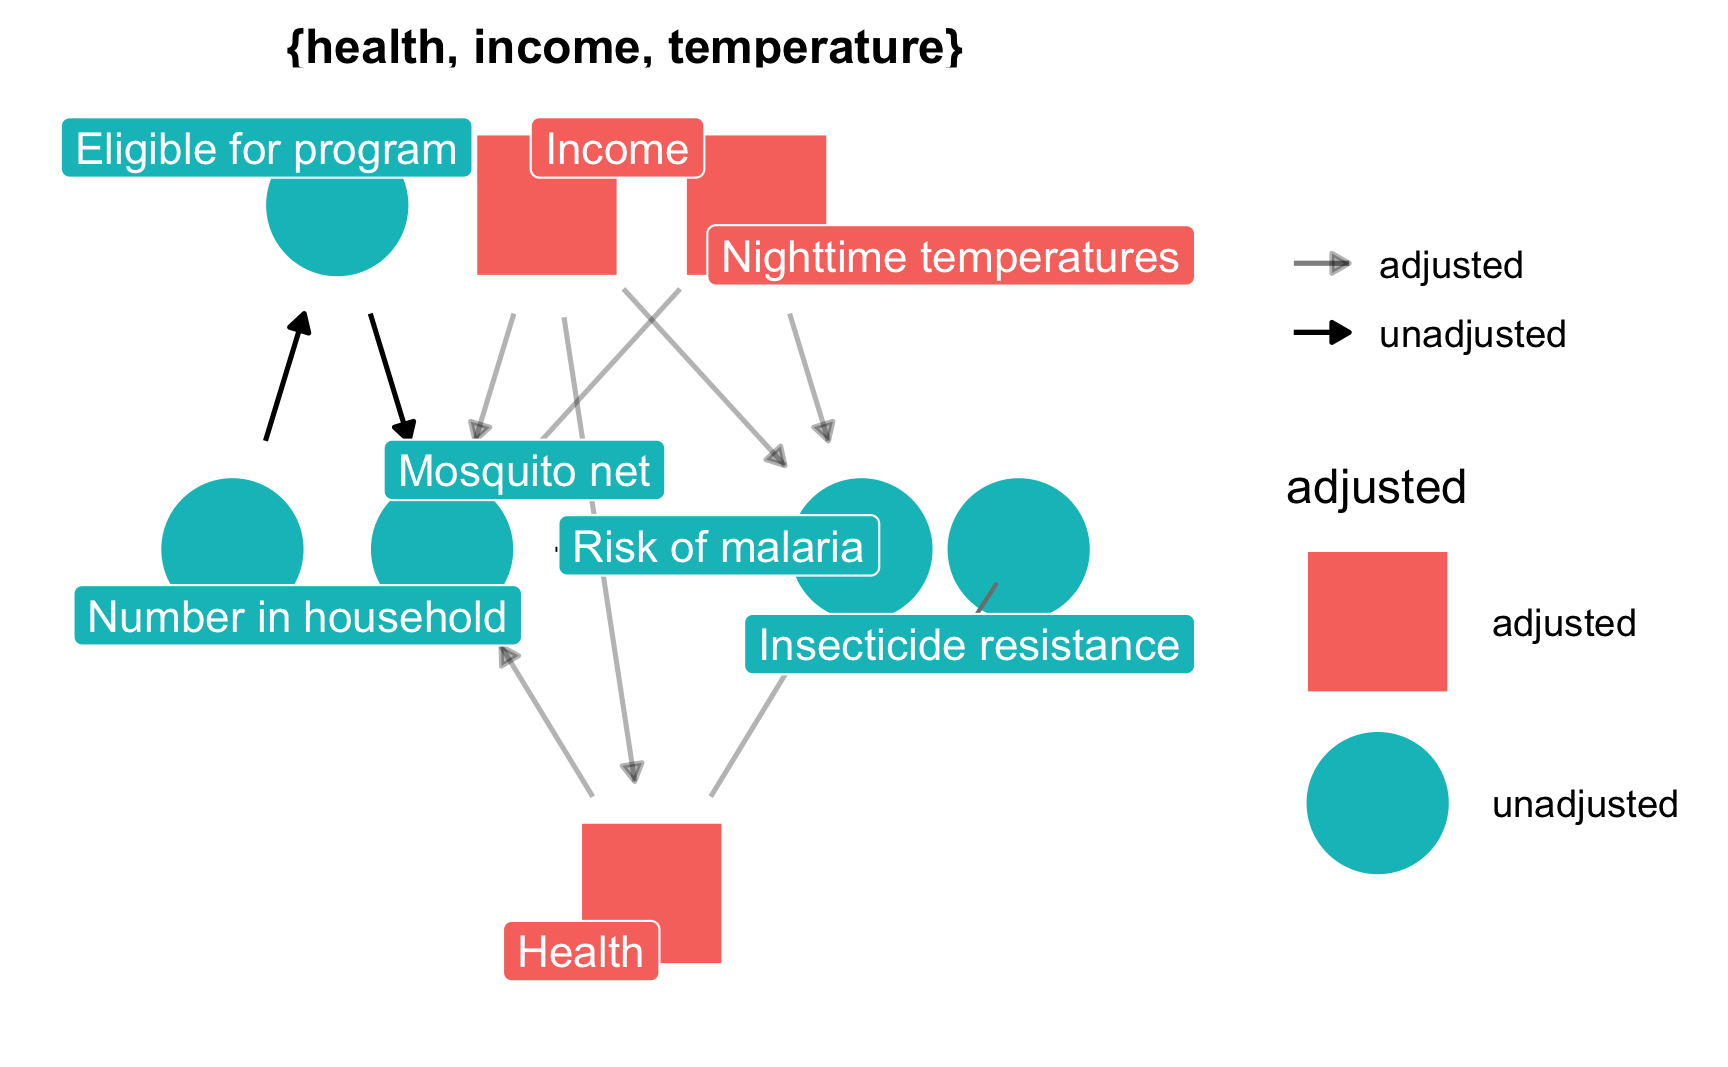 {health, income, temperature}
Eligible for program
Income
Nighttime temperatures
Mosquito net
Risk of malaria
Number in household
Insecticide resistance
Health
adjusted
unadjusted
adjusted
adjusted
unadjusted